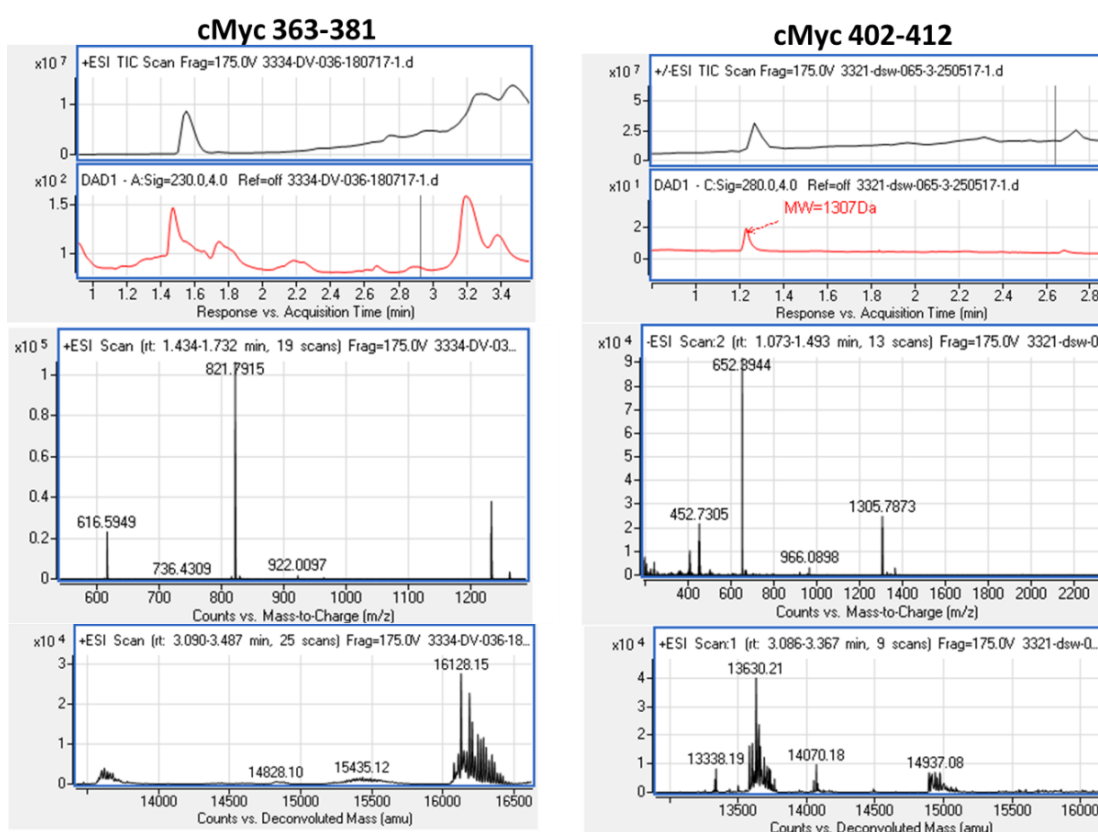 cMyc 363-381
x10 7 +ESI TIC Scan Frag=175.0V 3334-DV-036-180717-1.d
1
0
x10 2 DAD1 - A:Sig=230.0,4.0 Ref=off 3334-DV-036-180717-1.d
1.5
1
1 1.2 1.4 1.6 1.8 2 2.2 2.4 2.6 2.8 3 3.2 3.4
Response vs. Acquisition Time (min)
x10 5 +ESI Scan (rt: 1.434-1.732 min, 19 scans) Frag=175.0V 3334-DV-03...
821.7915
1
0.8
0.6
0.4
616.5949
0.2
736.4309
922.0097
0
600 700 800 900 1000 1100 1200
Counts vs. Mass-to-Charge (m/z)
x10 4 +ESI Scan (rt: 3.090-3.487 min, 25 scans) Frag=175.0V 3334-DV-036-18...
3
16128.15
2
1
14828.10
15435.12
0
14000 14500 15000 15500 16000 16500
Counts vs. Deconvoluted Mass (amu)
cMyc 402-412
x10 7 +/-ESI TIC Scan Frag=175.0V 3321-dsw-065-3-250517-1.d
5
2.5
0
x10 1 DAD1 - C:Sig=280.0,4.0 Ref=off 3321-dsw-065-3-250517-1.d
MW=1307Da
2
0
1 1.2 1.4 1.6 1.8 2 2.2 2.4 2.6 2.8
Response vs. Acquisition Time (min)
x10 4 -ESI Scan:2 (rt: 1.073-1.493 min, 13 scans) Frag=175.0V 3321-dsw-0
9
652.3944
8
7
6
5
4
3
1305.7873
452.7305
2
1
966.0898
0
400 600 800 1000 1200 1400 1600 1800 2000 2200
Counts vs. Mass-to-Charge (m/z)
x10 4 +ESI Scan:1 (rt: 3.086-3.367 min, 9 scans) Frag=175.0V 3321-dsw-0...
13630.21
4
3
2
13338.19
14070.18
14937.08
1
0
13500 14000 14500 15000 15500 16000
Counts vs. Deconvoluted Mass (amu)